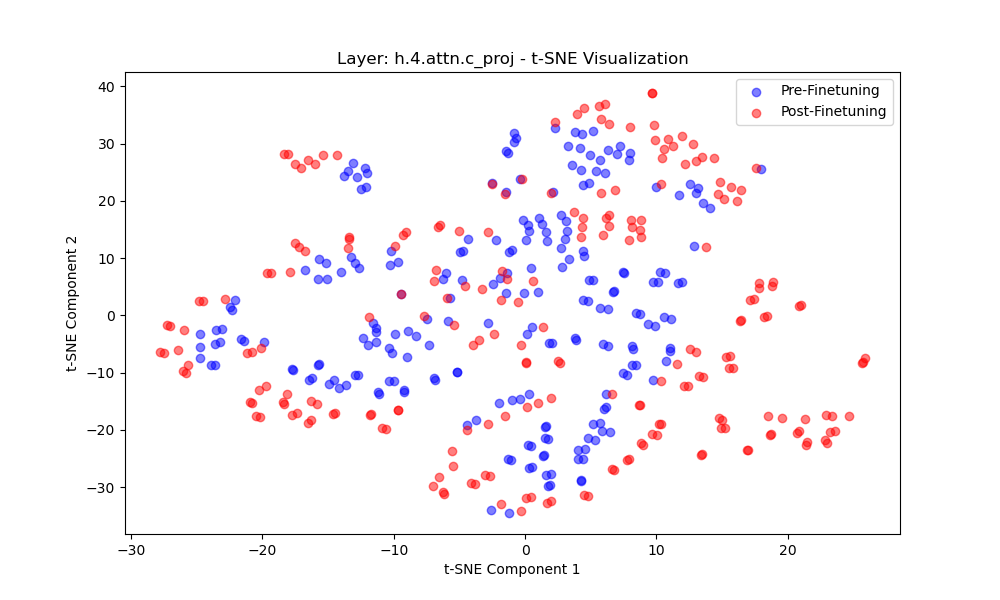 Layer: h.4.attn.c_proj - t-SNE Visualization
Pre-Finetuning
Post-Finetuning
t-SNE Component 2
40
30
20
10
0
−10
−20
−30
−30
−20
−10
0
10
20
t-SNE Component 1